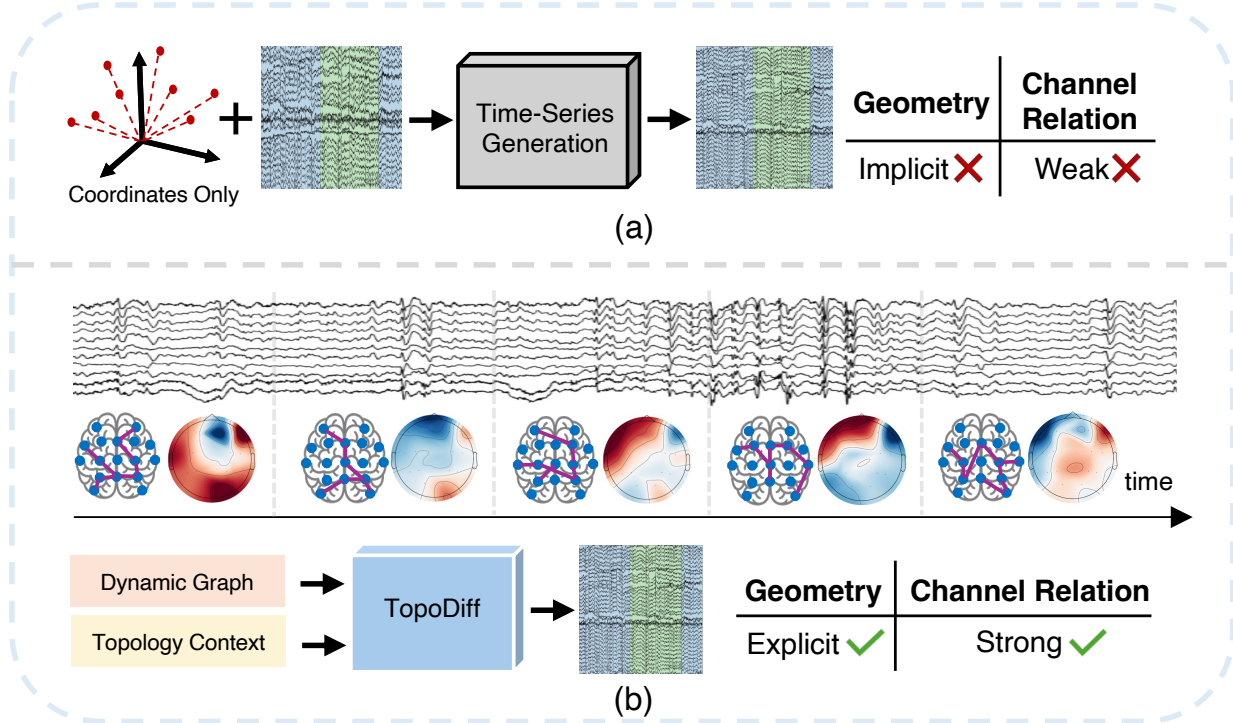 Coordinates Only
Time-Series
Generation
Geometry
Channel
Relation
Implicit
Weak
(a)
time
Dynamic Graph
Topology Context
TopoDiff
Geometry
Channel Relation
Explicit
Strong
(b)